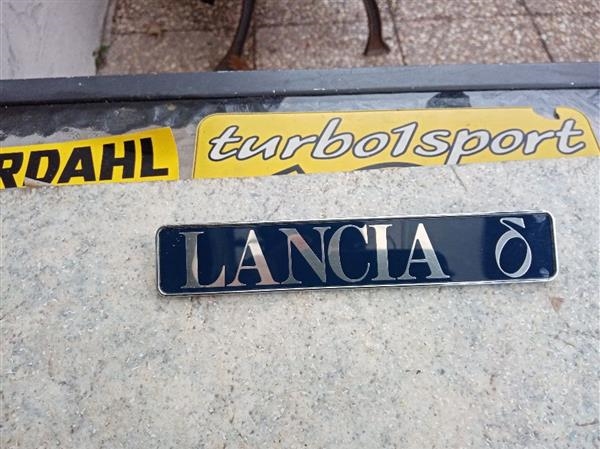 RDAHL
turbo1sport
LANCIA δ